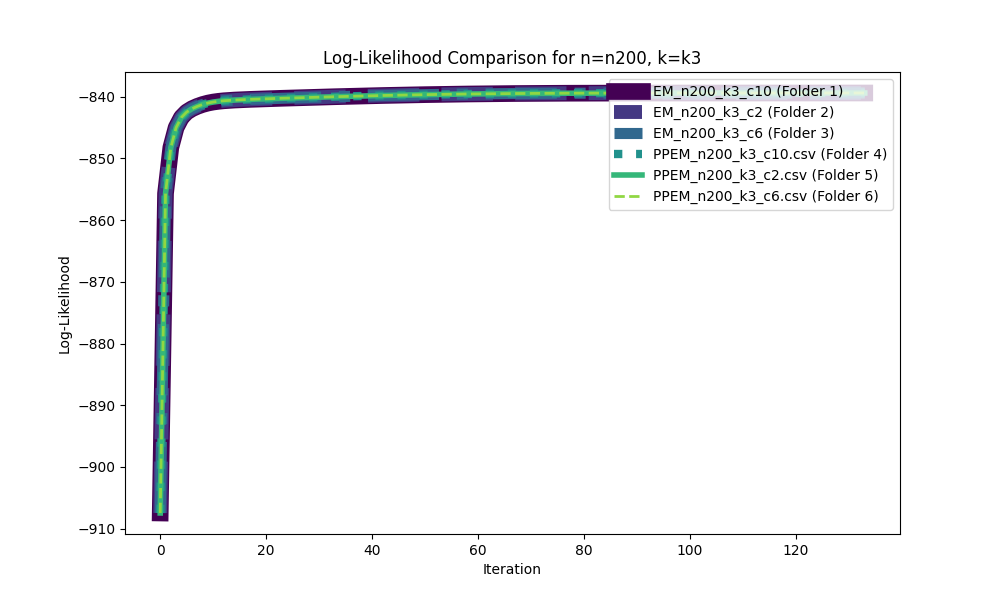 Log-Likelihood Comparison for n=n200, k=k3
EM_n200_k3_c10 (Folder 1)
EM_n200_k3_c2 (Folder 2)
EM_n200_k3_c6 (Folder 3)
PPEM_n200_k3_c10.csv (Folder 4)
PPEM_n200_k3_c2.csv (Folder 5)
PPEM_n200_k3_c6.csv (Folder 6)
Log-Likelihood
−840
−850
−860
−870
−880
−890
−900
−910
0 20 40 60 80 100 120
Iteration